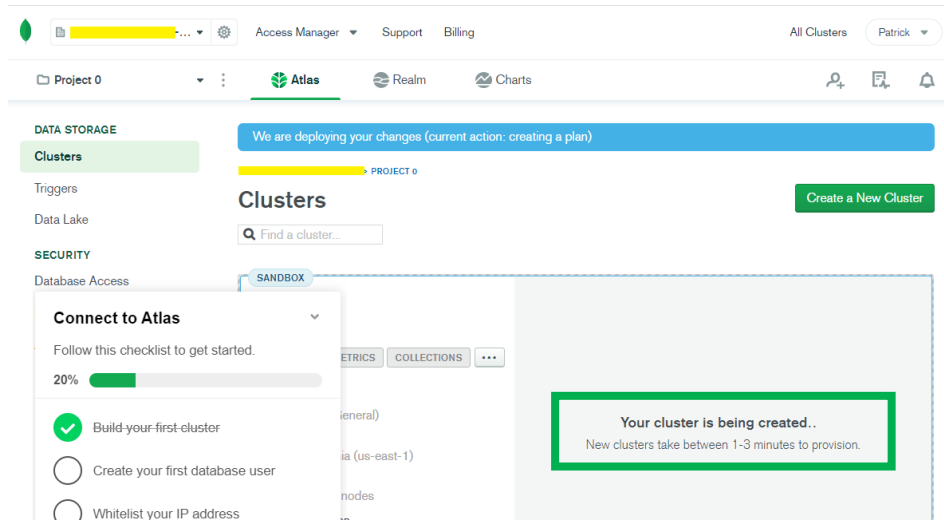 Access Manager
Support
Billing
All Clusters
Patrick
Project 0
Atlas
Realm
Charts
DATA STORAGE
Clusters
Triggers
Data Lake
SECURITY
Database Access
We are deploying your changes (current action: creating a plan)
> PROJECT 0
Clusters
Create a New Cluster
Find a cluster...
SANDBOX
Connect to Atlas
Follow this checklist to get started.
20%
Build your first cluster
Create your first database user
Whitelist your IP address
ETRICS
COLLECTIONS
...
General)
ia (us-east-1)
nodes
Your cluster is being created..
New clusters take between 1-3 minutes to provision.